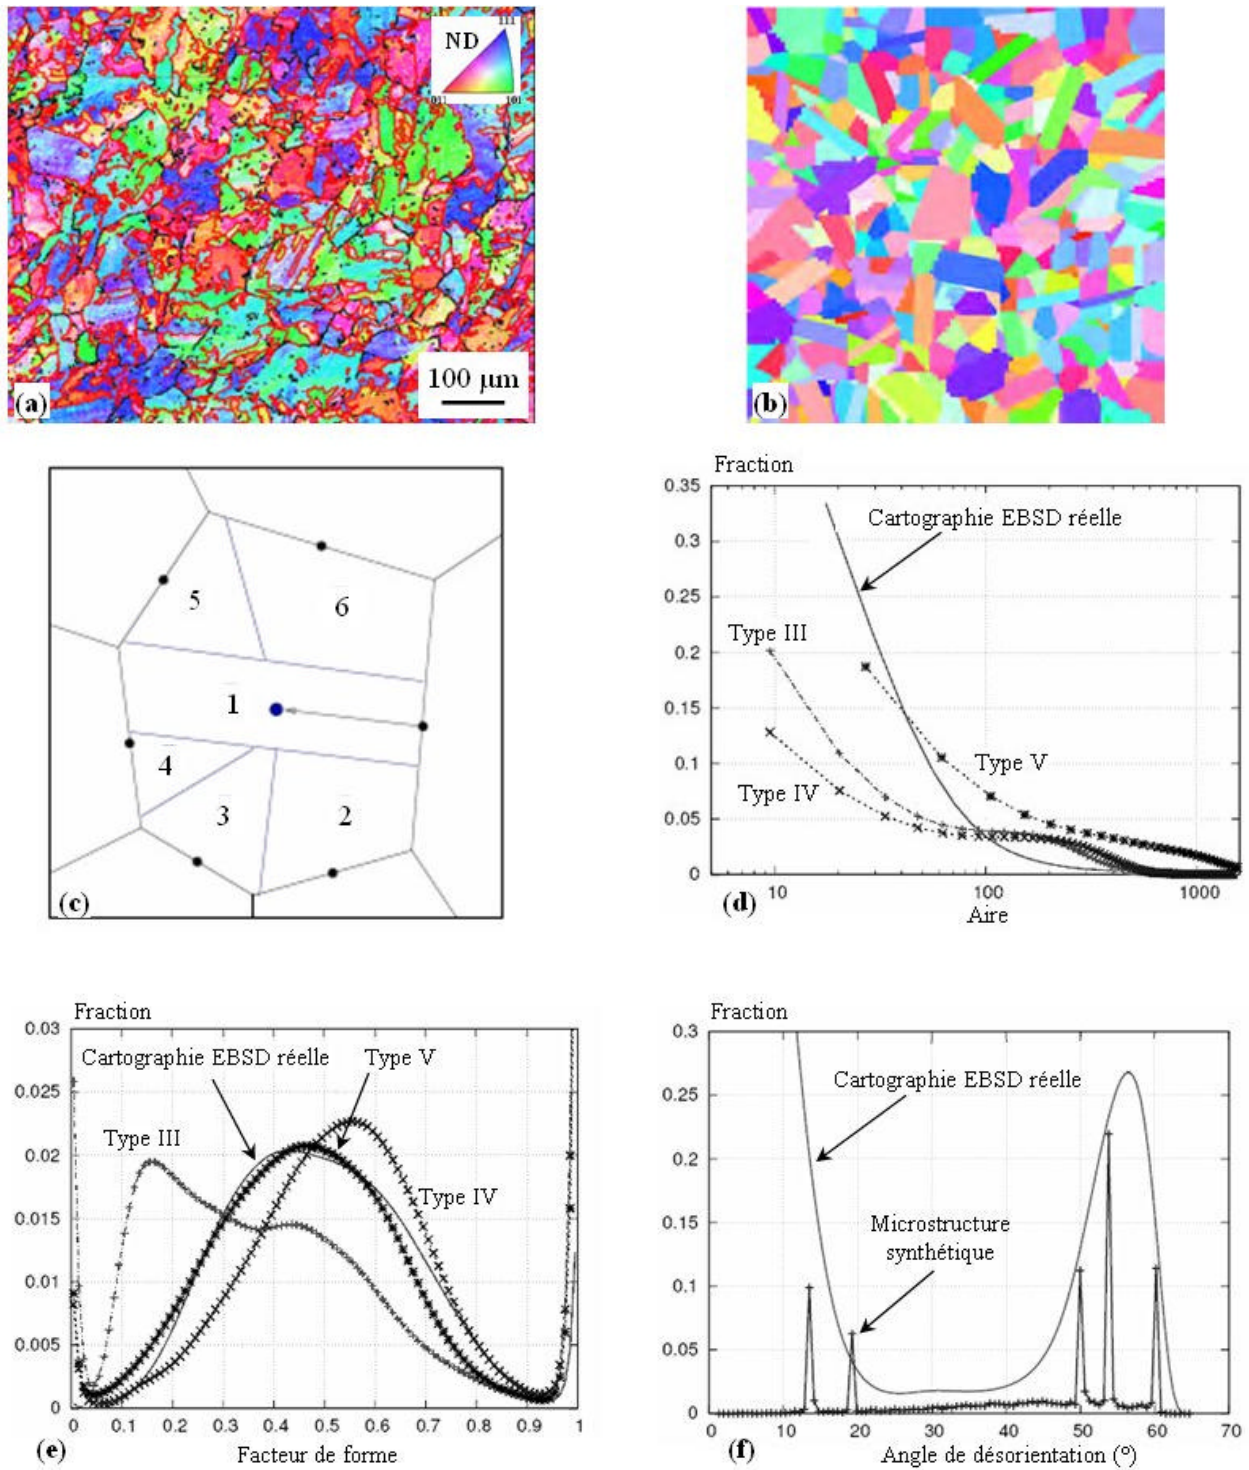 111
ND
011
101
100 µm
(a)
(b)
5
6
1
4
3
2
(c)
Fraction
0.35
0.3
0.25
0.2
0.15
0.1
0.05
0
Cartographie EBSD réelle
Type III
Type V
Type IV
10
100
1000
Aire
(d)
Fraction
0.03
0.025
0.02
0.015
0.01
0.005
0
Cartographie EBSD réelle
Type V
Type III
Type IV
0
0.1
0.2
0.3
0.4
0.5
0.6
0.7
0.8
0.9
1
Facteur de forme
(e)
Fraction
0.3
0.25
0.2
0.15
0.1
0.05
0
Cartographie EBSD réelle
Microstructure
synthétique
0
10
20
30
40
50
60
70
Angle de désorientation (°)
(f)